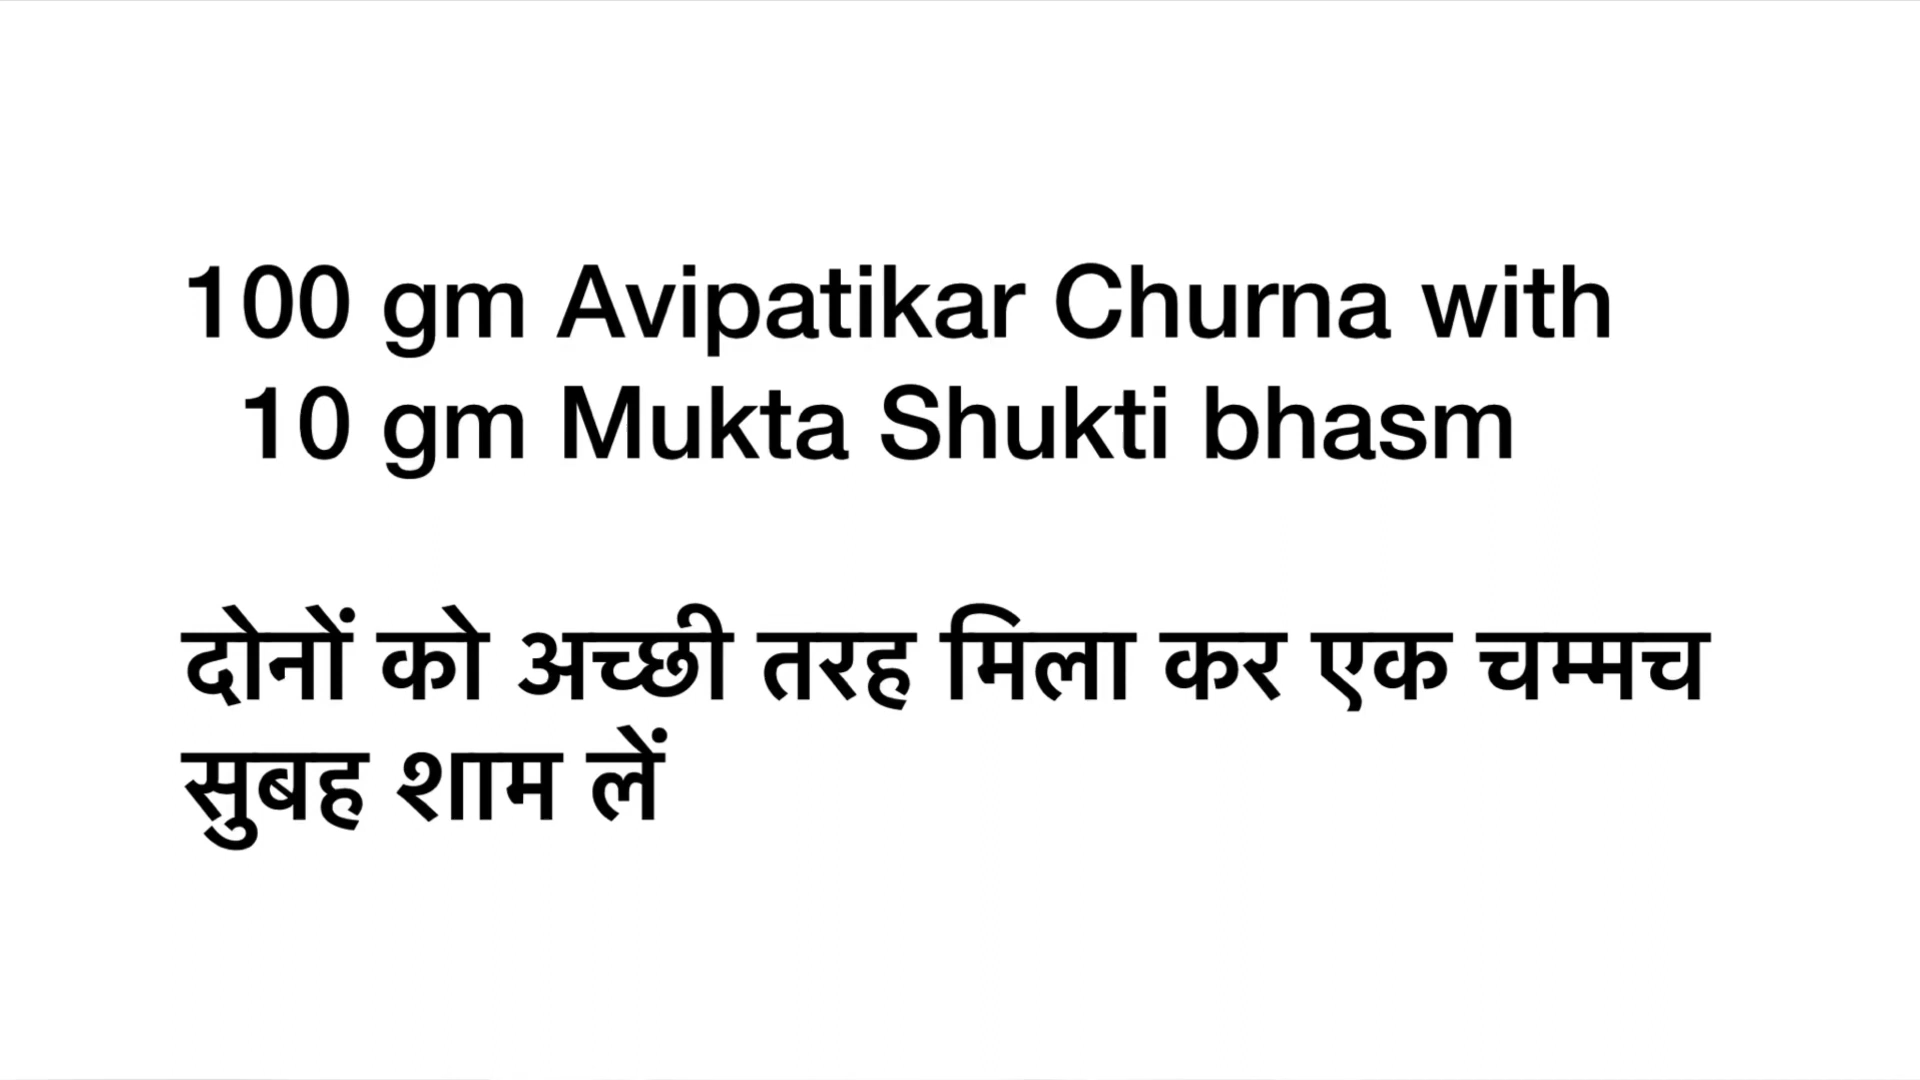 100 gm Avipatikar Churna with
10 gm Mukta Shukti bhasm
दोनों को अच्छी तरह मिला कर एक चम्मच
सुबह शाम लें